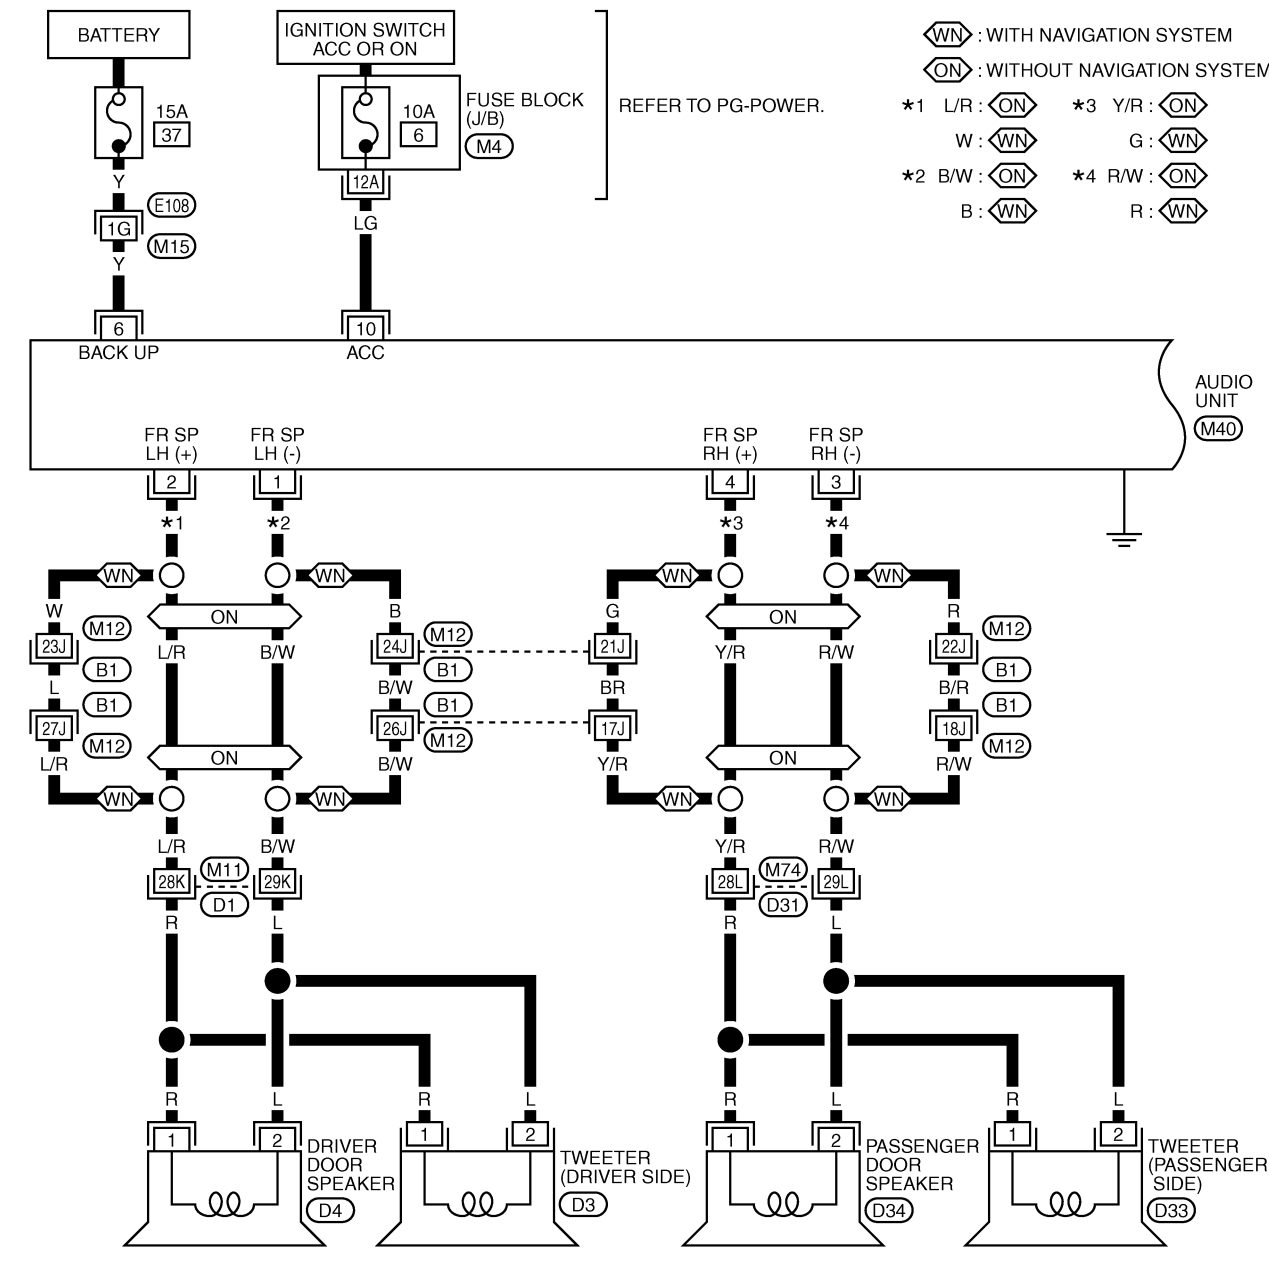 BATTERY
IGNITION SWITCH
ACC OR ON
15A
37
10A
6
FUSE BLOCK
(J/B)
M4
REFER TO PG-POWER.
WN : WITH NAVIGATION SYSTEM
ON : WITHOUT NAVIGATION SYSTEM
*1 L/R : ON
W : WN
*2 B/W : ON
B : WN
*3 Y/R : ON
G : WN
*4 R/W : ON
R : WN
12A
Y
E108
1G
M15
Y
LG
6
10
BACK UP
ACC
AUDIO
UNIT
M40
FR SP
LH (+)
FR SP
LH (-)
FR SP
RH (+)
FR SP
RH (-)
2
1
4
3
*1
*2
*3
*4
WN
WN
WN
WN
ON
ON
W
B
G
R
M12
M12
M12
23J
L/R
B/W
24J
21J
Y/R
R/W
22J
B1
B1
B1
L
B/W
BR
B/R
B1
B1
B1
27J
26J
17J
18J
M12
M12
M12
ON
ON
L/R
B/W
Y/R
R/W
WN
WN
WN
WN
L/R
B/W
Y/R
R/W
28K
M11
D1
29K
28L
M74
D31
29L
R
L
R
L
R
L
R
L
R
L
R
L
1
2
1
2
1
2
1
2
DRIVER
DOOR
SPEAKER
D4
TWEETER
(DRIVER SIDE)
D3
PASSENGER
DOOR
SPEAKER
D34
TWEETER
(PASSENGER
SIDE)
D33